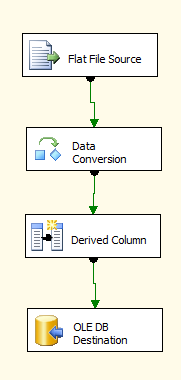 Flat File Source
Data
Conversion
Derived Column
OLE DB
Destination